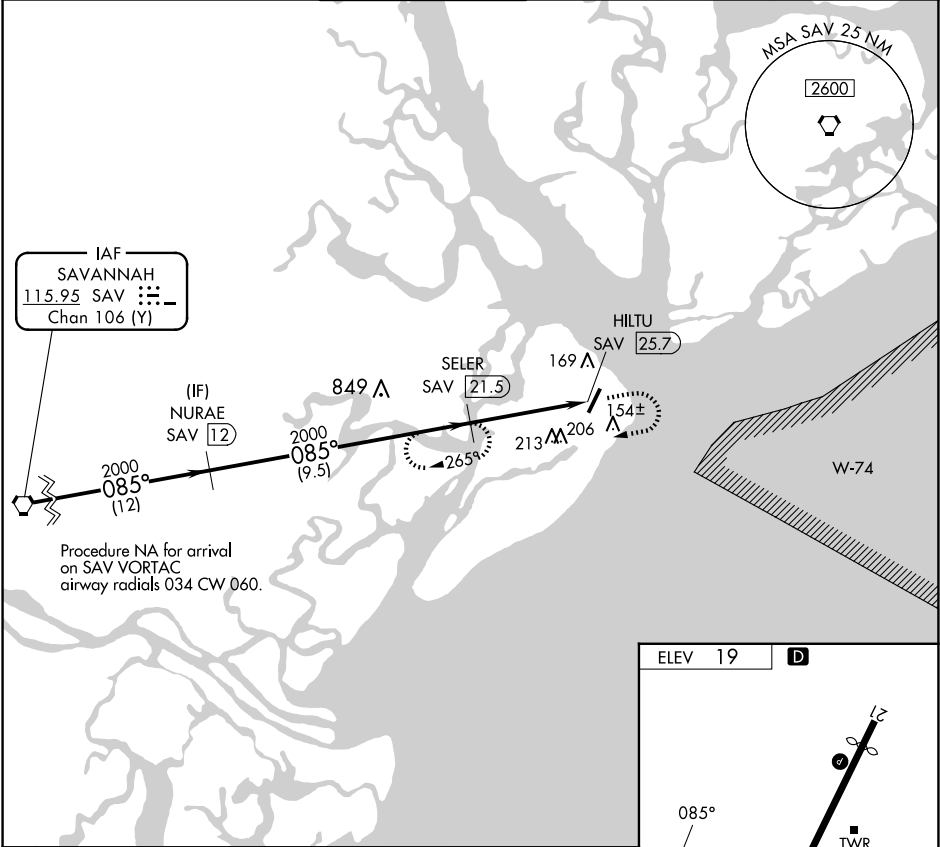 MSA SAV 25 NM
2600
IAF
SAVANNAH
115.95 SAV
Chan 106 (Y)
HILTU
SAV 25.7
169
SELER
SAV 21.5
849
(IF)
NURAE
SAV 12
154±
206
213
2000
085°
(9.5)
265°
2000
085°
(12)
W-74
Procedure NA for arrival
on SAV VORTAC
airway radials 034 CW 060.
ELEV 19 D
21
085°
TWR